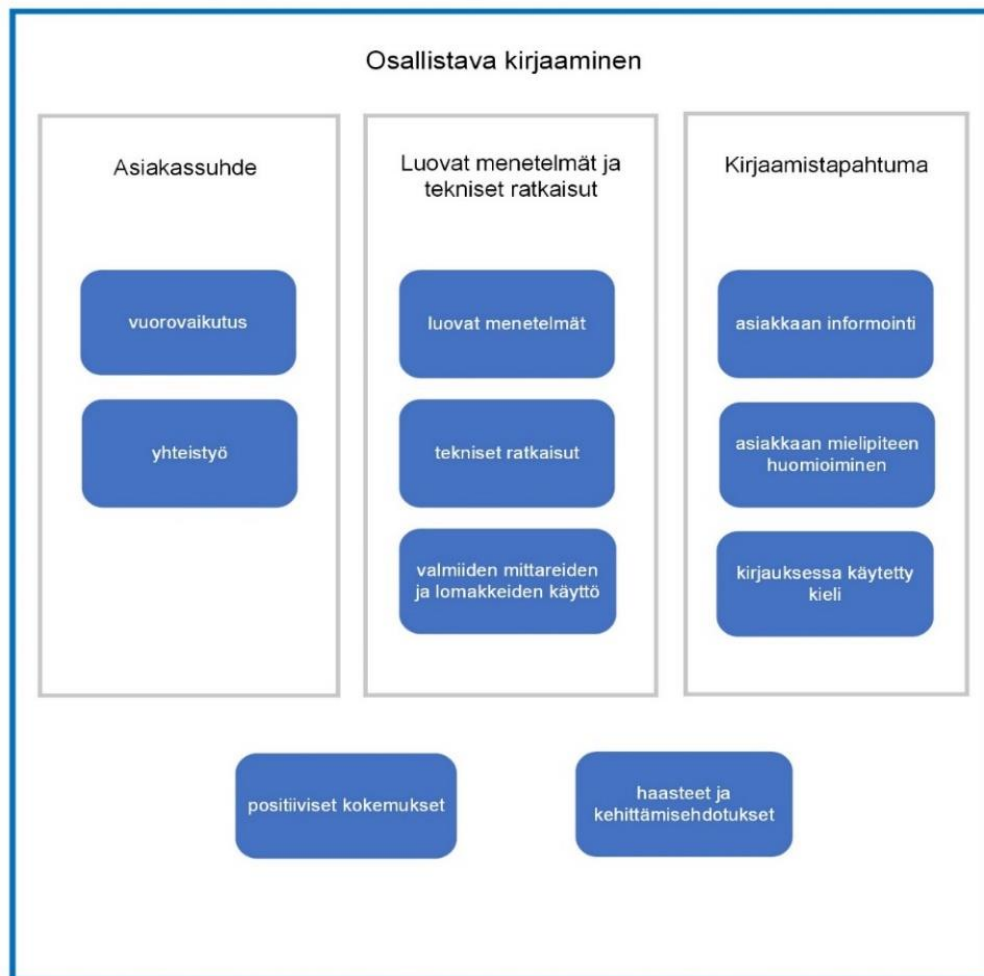 Osallistava kirjaaminen
Asiakassuhde
vuorovaikutus
yhteistyö
Luovat menetelmät ja
tekniset ratkaisut
luovat menetelmät
tekniset ratkaisut
valmiiden mittareiden
ja lomakkeiden käyttö
Kirjaamistapahtuma
asiakkaan informointi
asiakkaan mielipiteen
huomioiminen
kirjauksessa käytetty
kieli
positiiviset kokemukset
haasteet ja
kehittämisehdotukset